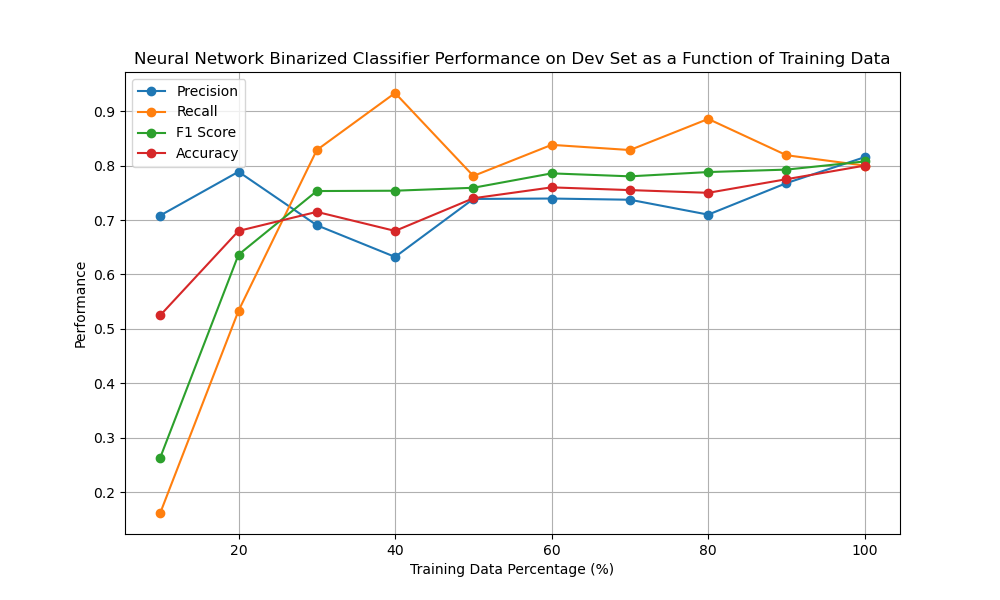 Neural Network Binarized Classifier Performance on Dev Set as a Function of Training Data
Precision
Recall
F1 Score
Accuracy
Performance
0.9
0.8
0.7
0.6
0.5
0.4
0.3
0.2
20
40
60
80
100
Training Data Percentage (%)